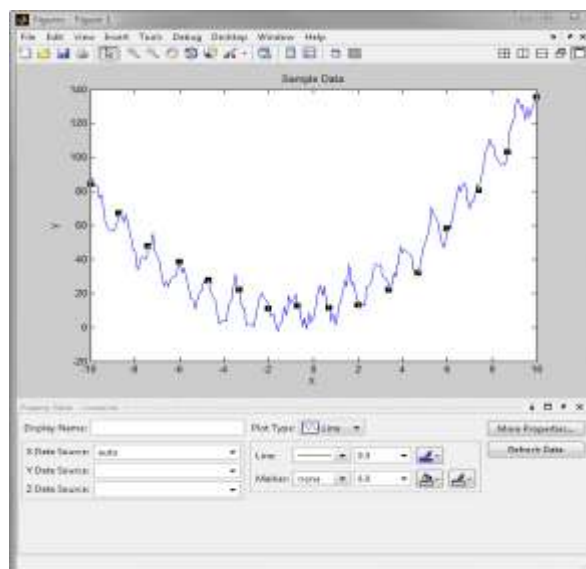 Figures - Figure 1
File Edit View Insert Tools Debug Desktop Window Help
Sample Data
140
120
100
80
60
40
20
0
-20
Y
-10 -8 -6 -4 -2 0 2 4 6 8 10
X
Display Name:
Plot Type: Line
More Properties...
X Data Source: auto
Line:
Refresh Data
Y Data Source:
Marker: none
Z Data Source: